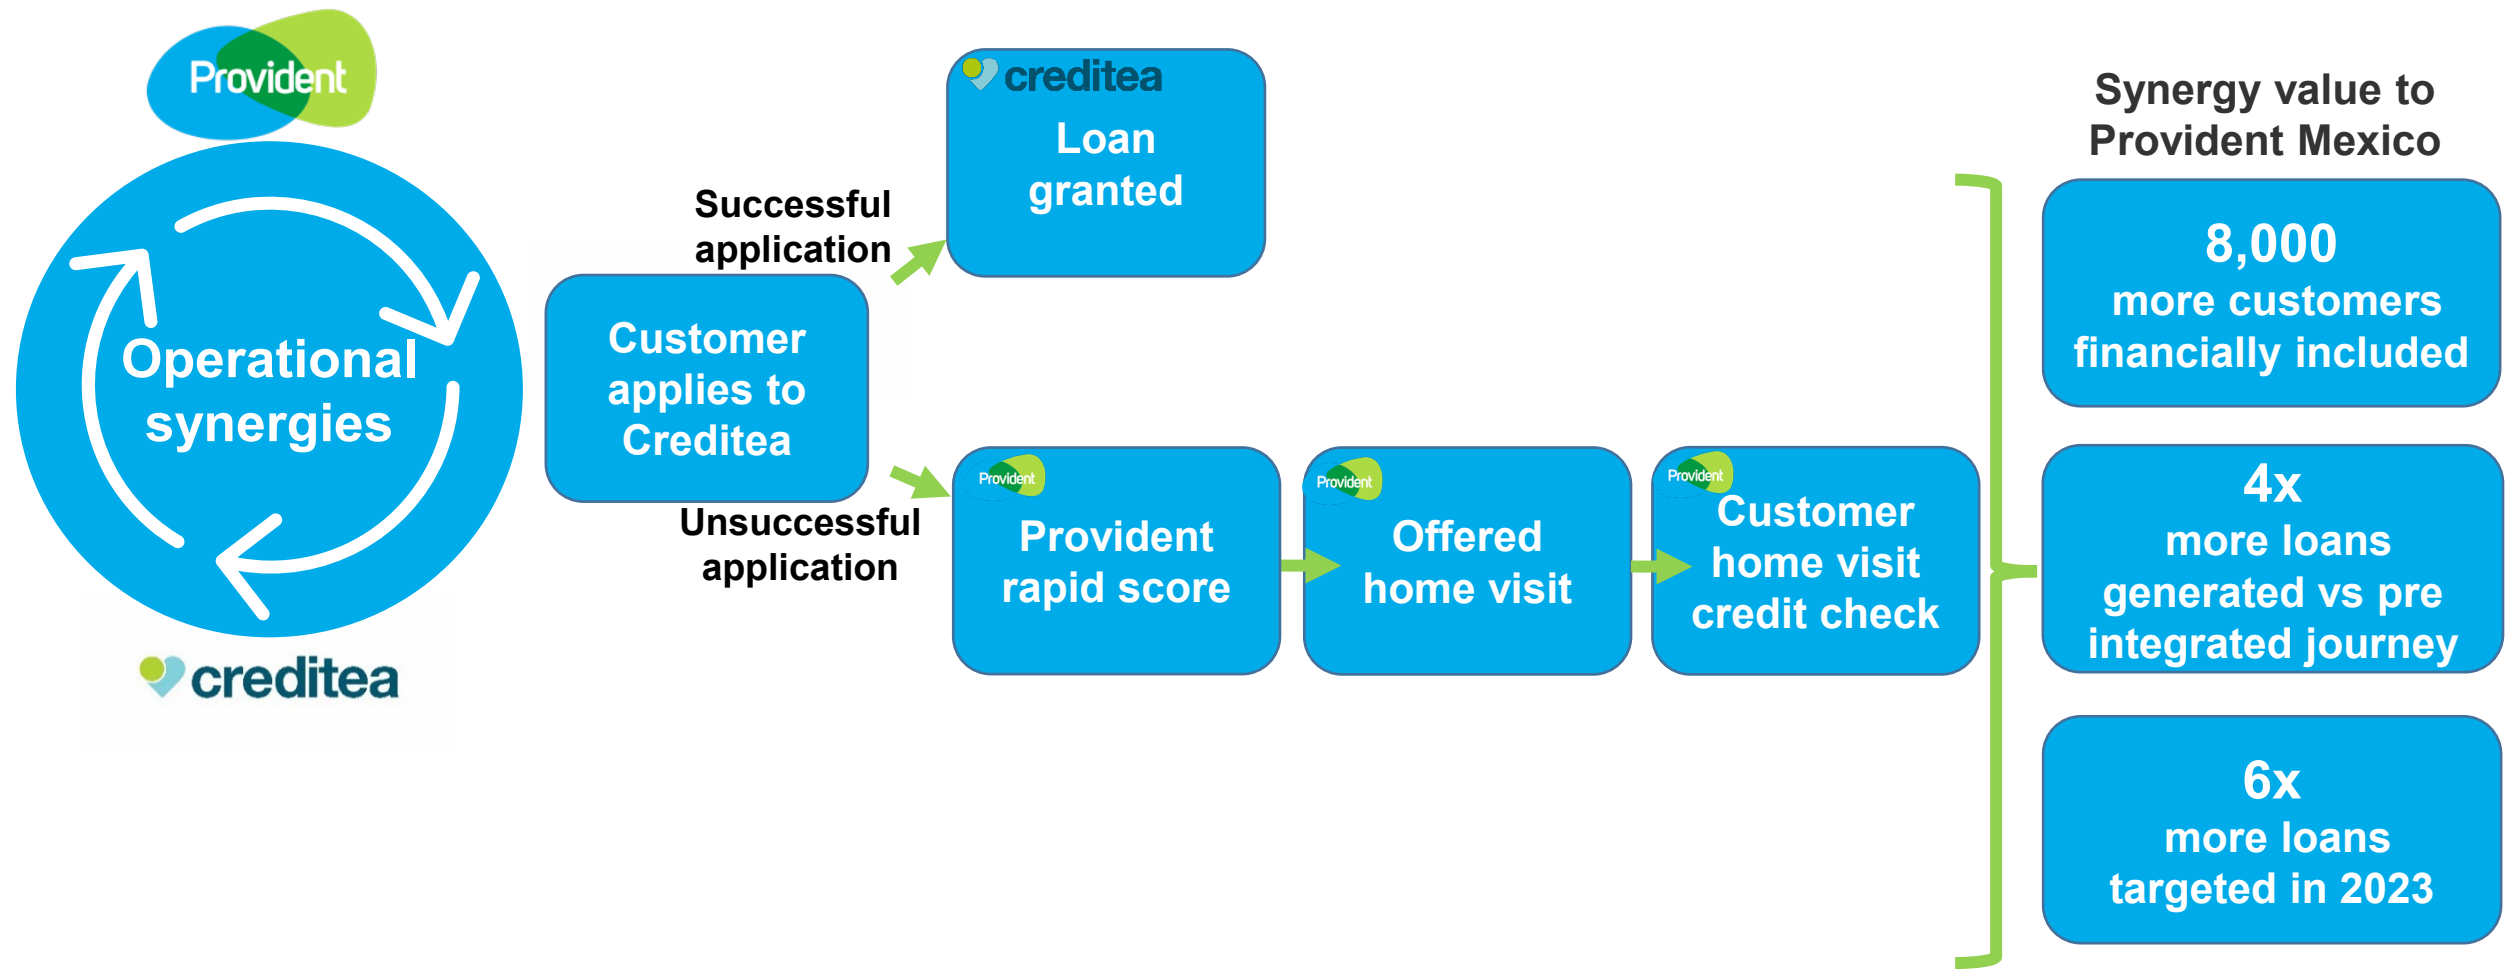 Provident
Operational
synergies
creditea
Customer
applies to
Creditea
Successful
application
creditea
Loan
granted
Unsuccessful
application
Provident
Provident
rapid score
Provident
Offered
home visit
Provident
Customer
home visit
credit check
Synergy value to
Provident Mexico
8,000
more customers
financially included
4x
more loans
generated vs pre
integrated journey
6x
more loans
targeted in 2023